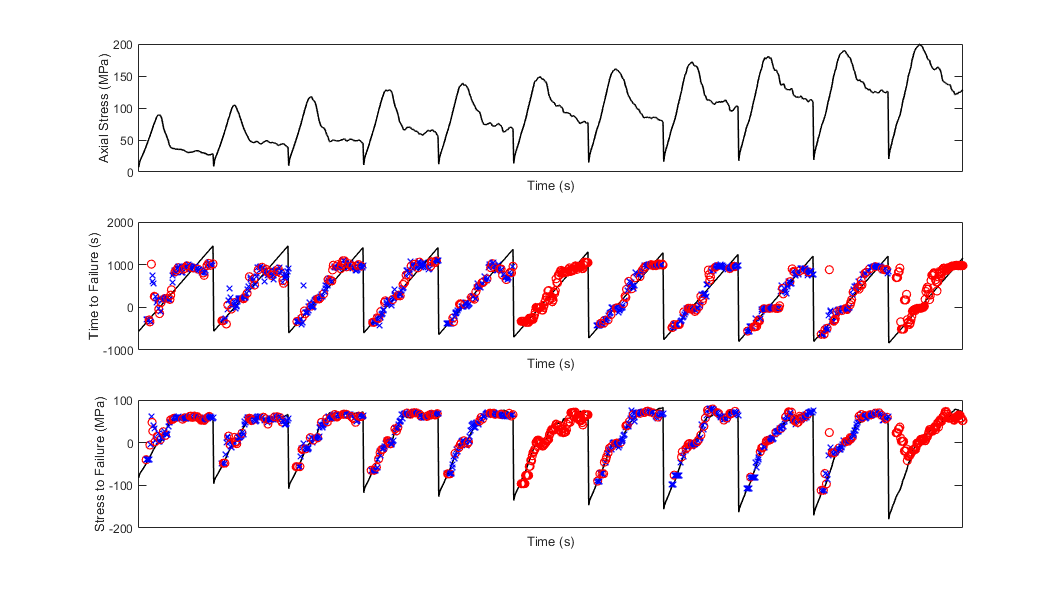 200
150
100
50
0
Axial Stress (MPa)
Time (s)
2000
1000
0
-1000
Time to Failure (s)
Time (s)
100
0
-100
-200
Stress to Failure (MPa)
Time (s)